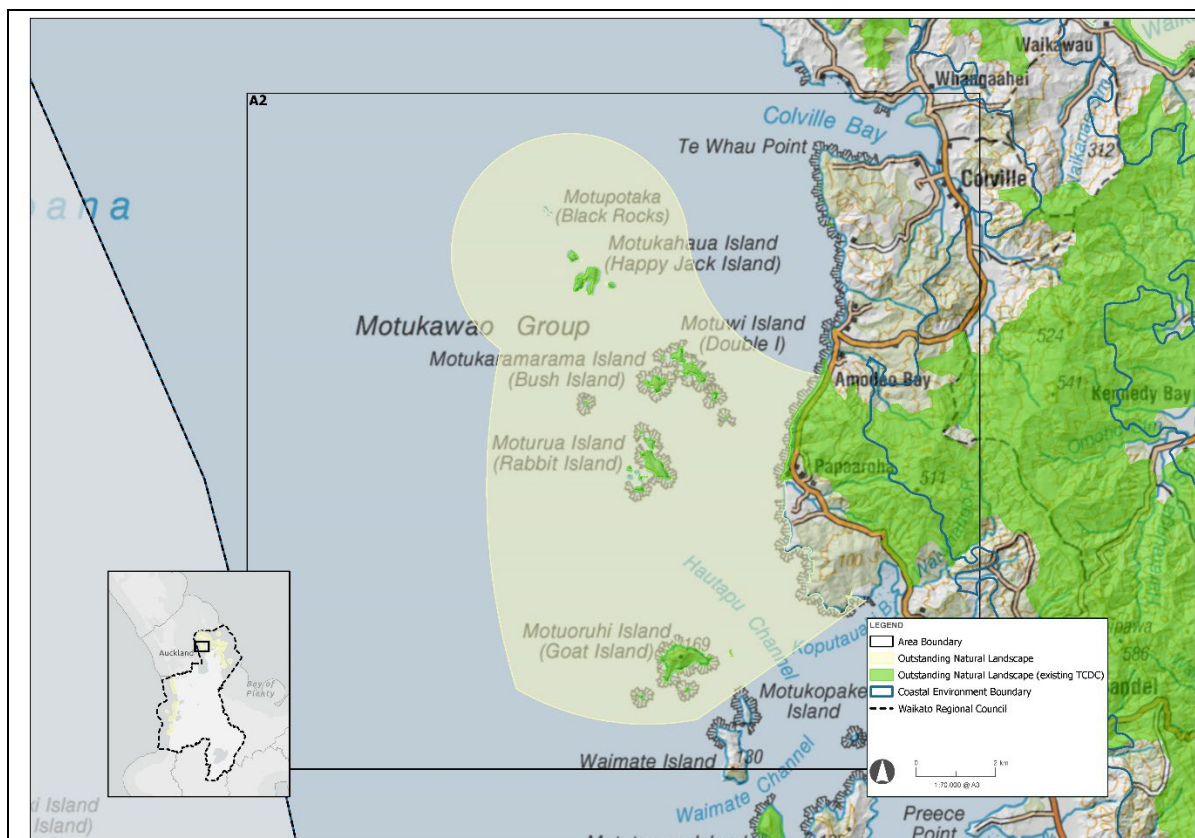 A2
Waikawau
Whangaahei
Colville Bay
Te Whau Point
312
Colville
oana
Motupotaka
(Black Rocks)
Motukahaua Island
(Happy Jack Island)
Motukawao Group
Motuwi Island
(Double I)
524
Motukaramarama Island
(Bush Island)
Amodeo Bay
541
Kennedy Bay
Moturua Island
(Rabbit Island)
Papaaroha
511
100
Hautapu Channel
Koputauaki B
Motuoruhi Island
(Goat Island)
169
586
Motukopake
Island
Waimate Island
130
Waimate Channel
Preece
Point
Island)
Auckland
Bay of
Plenty
LEGEND
Area Boundary
Outstanding Natural Landscape
Outstanding Natural Landscape (existing TCDC)
Coastal Environment Boundary
Waikato Regional Council
0 2 km
1:70,000 @ A3